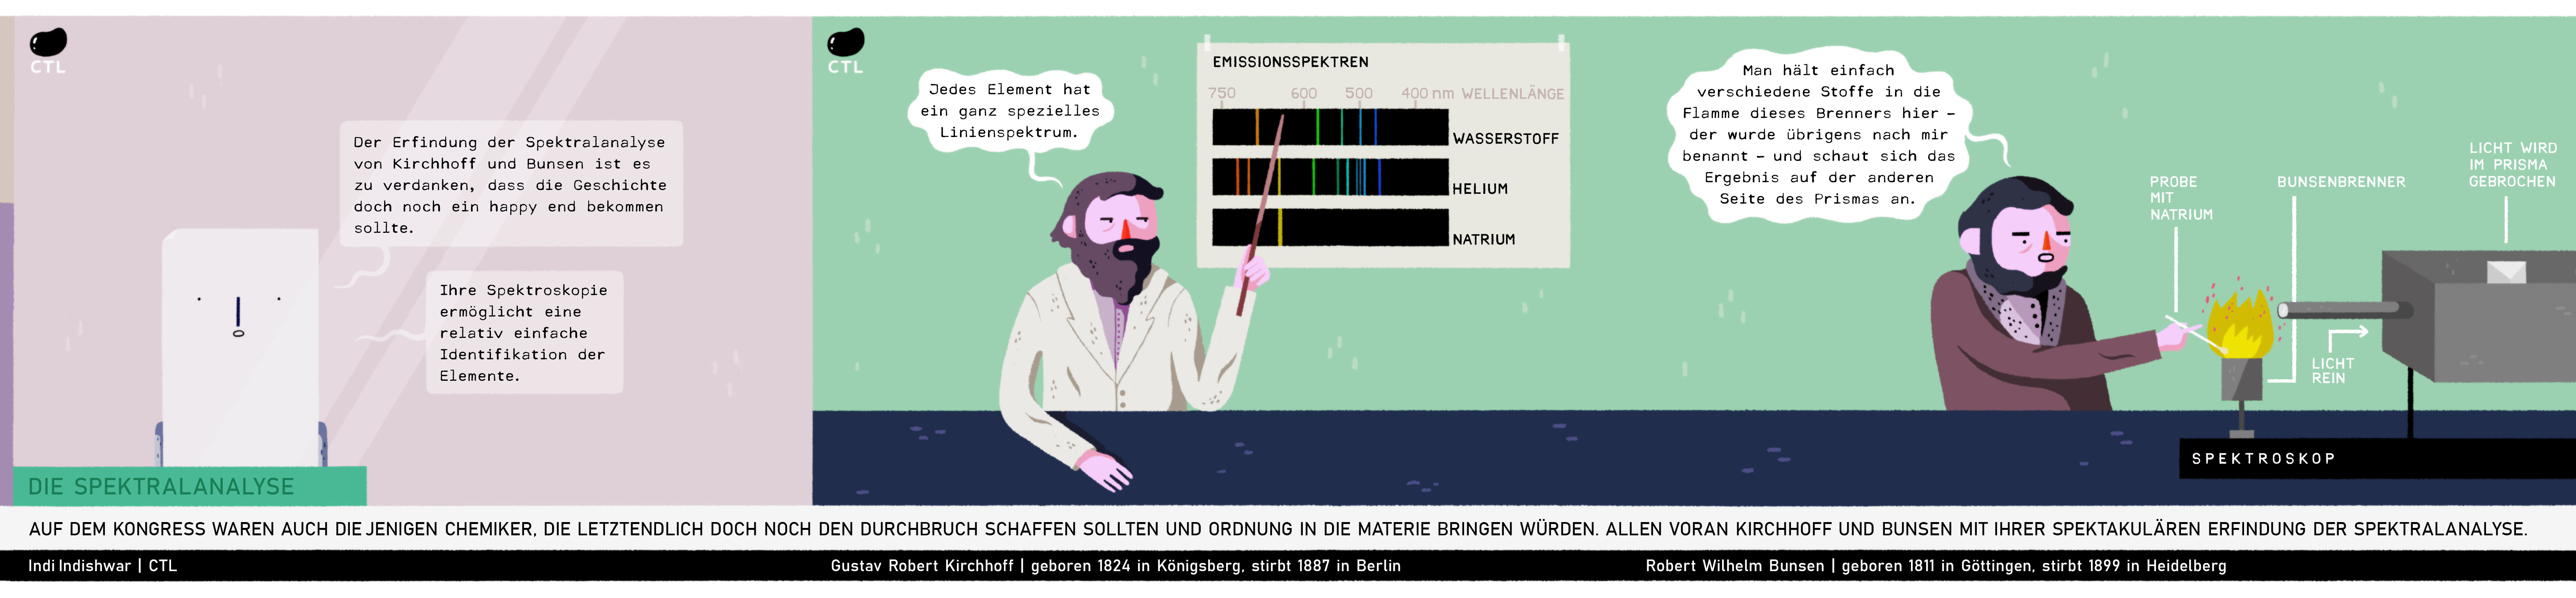 CTL
Der Erfindung der Spektralanalyse
von Kirchhoff und Bunsen ist es
zu verdanken, dass die Geschichte
doch noch ein happy end bekommen
sollte.
Ihre Spektroskopie
ermöglicht eine
relativ einfache
Identifikation der
Elemente.
DIE SPEKTRALANALYSE
CTL
Jedes Element hat
ein ganz spezielles
Linienspektrum.
EMISSIONSSPEKTREN
750 600 500 400 nm WELLENLÄNGE
WASSERSTOFF
HELIUM
NATRIUM
Man hält einfach
verschiedene Stoffe in die
Flamme dieses Brenners hier –
der wurde übrigens nach mir
benannt – und schaut sich das
Ergebnis auf der anderen
Seite des Prismas an.
PROBE
MIT
NATRIUM
BUNSENBRENNER
LICHT WIRD
IM PRISMA
GEBROCHEN
LICHT
REIN
SPEKTROSKOP
AUF DEM KONGRESS WAREN AUCH DIEJENIGEN CHEMIKER, DIE LETZTENDLICH DOCH NOCH DEN DURCHBRUCH SCHAFFEN SOLLTEN UND ORDNUNG IN DIE MATERIE BRINGEN WÜRDEN. ALLEN VORAN KIRCHHOFF UND BUNSEN MIT IHRER SPEKTAKULÄREN ERFINDUNG DER SPEKTRALANALYSE.
Indi Indishwar | CTL
Gustav Robert Kirchhoff | geboren 1824 in Königsberg, stirbt 1887 in Berlin
Robert Wilhelm Bunsen | geboren 1811 in Göttingen, stirbt 1899 in Heidelberg